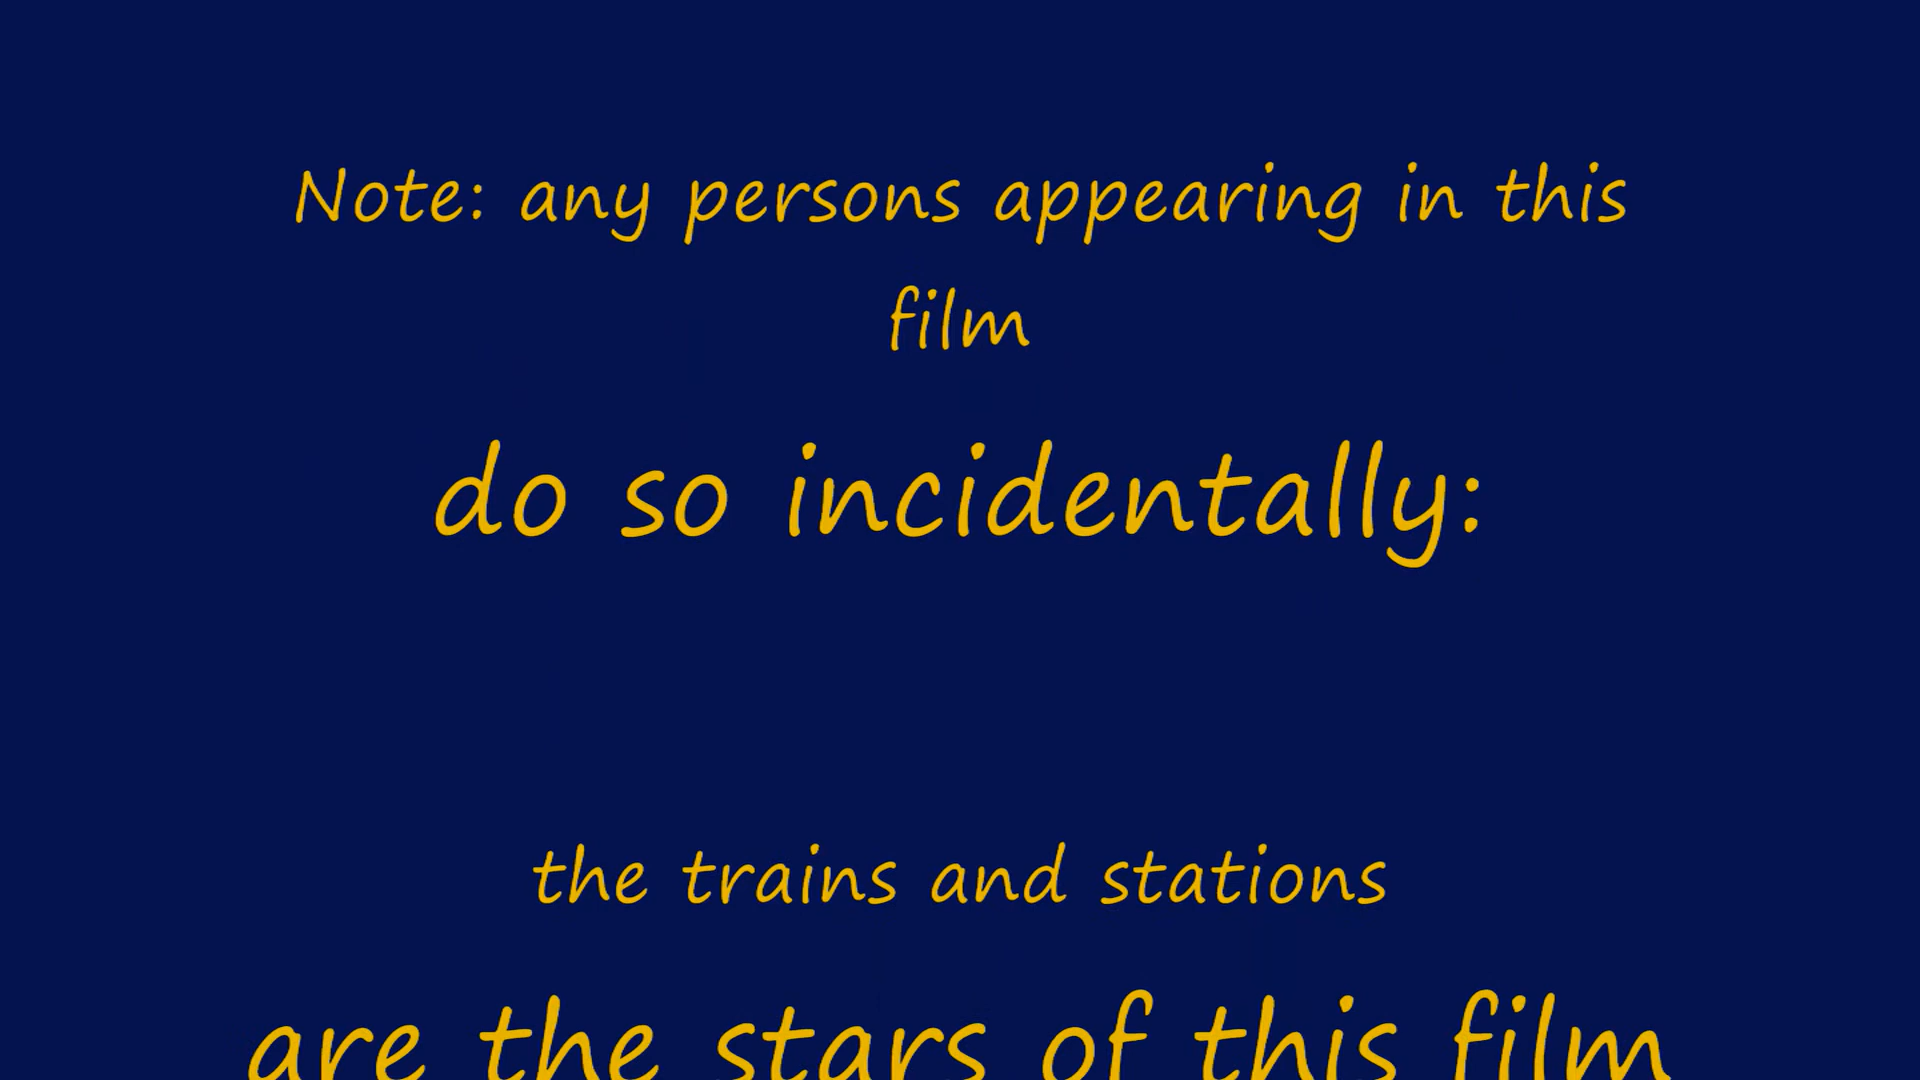 Note: any persons appearing in this
film
do so incidentally:
the trains and stations
are the stars of this film